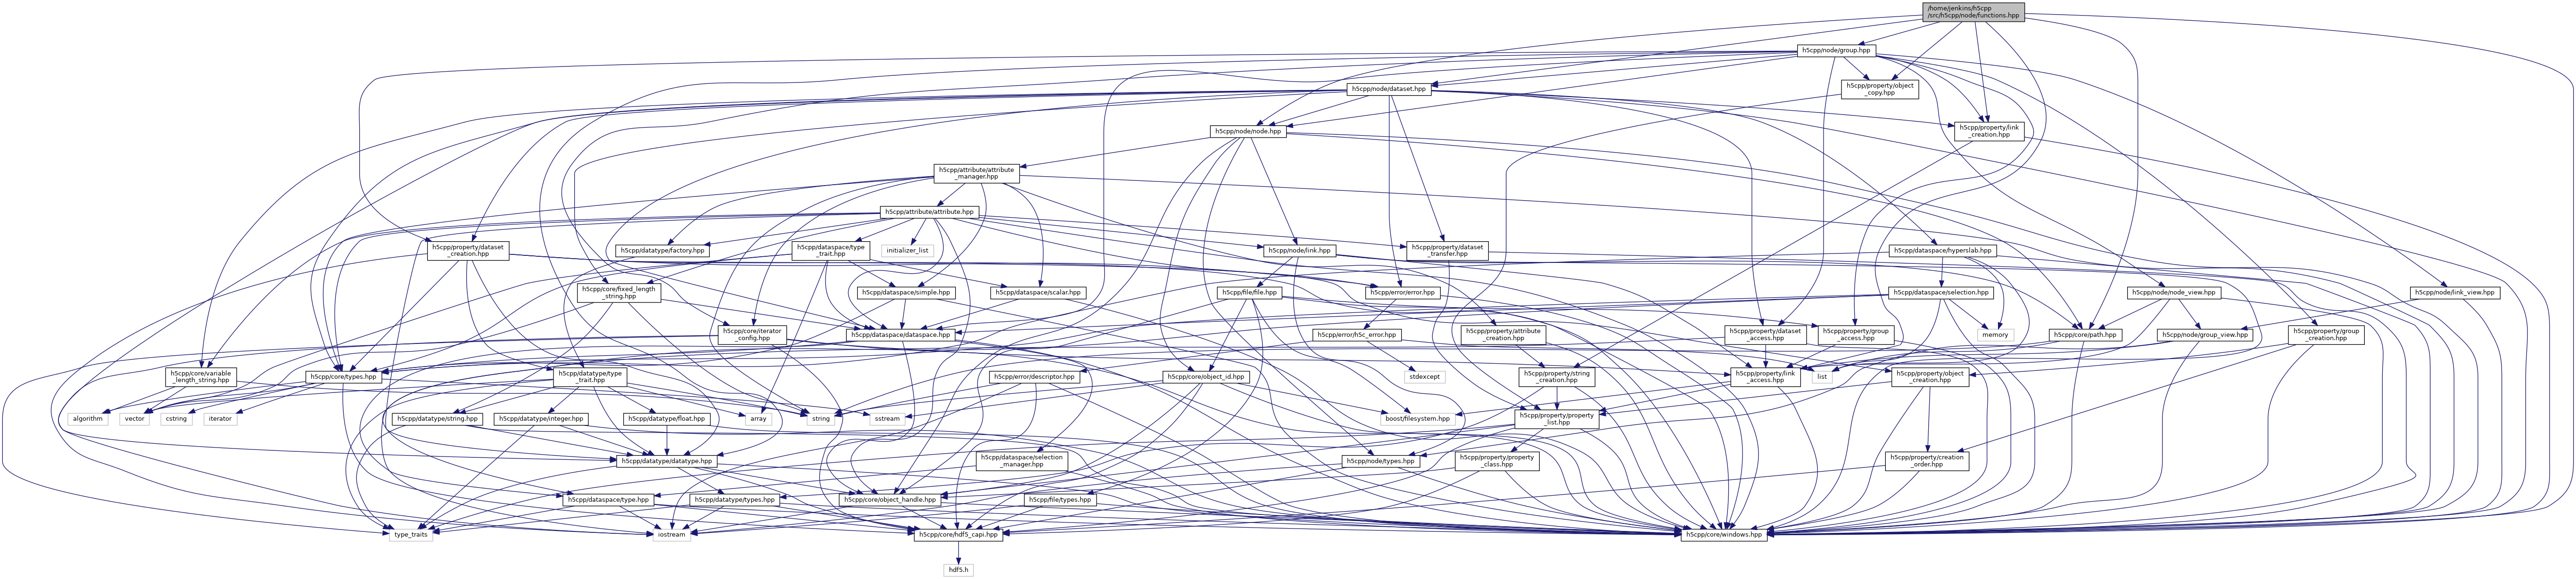 /home/jenkins/h5cpp
/src/h5cpp/node/functions.hpp
h5cpp/node/group.hpp
h5cpp/node/dataset.hpp
h5cpp/property/object
_copy.hpp
h5cpp/node/node.hpp
h5cpp/property/link
_creation.hpp
h5cpp/attribute/attribute
_manager.hpp
h5cpp/attribute/attribute.hpp
h5cpp/property/dataset
_creation.hpp
h5cpp/datatype/factory.hpp
initializer_list
h5cpp/dataspace/type
_trait.hpp
h5cpp/node/link.hpp
h5cpp/property/dataset
_transfer.hpp
h5cpp/dataspace/hyperslab.hpp
h5cpp/core/fixed_length
_string.hpp
h5cpp/dataspace/simple.hpp
h5cpp/dataspace/scalar.hpp
h5cpp/file/file.hpp
h5cpp/error/error.hpp
h5cpp/dataspace/selection.hpp
h5cpp/node/node_view.hpp
h5cpp/node/link_view.hpp
h5cpp/core/iterator
_config.hpp
h5cpp/dataspace/dataspace.hpp
h5cpp/error/h5c_error.hpp
h5cpp/property/attribute
_creation.hpp
h5cpp/property/dataset
_access.hpp
h5cpp/property/group
_access.hpp
memory
h5cpp/core/path.hpp
h5cpp/node/group_view.hpp
h5cpp/property/group
_creation.hpp
h5cpp/core/variable
_length_string.hpp
h5cpp/core/types.hpp
h5cpp/datatype/type
_trait.hpp
h5cpp/error/descriptor.hpp
h5cpp/core/object_id.hpp
stdexcept
h5cpp/property/string
_creation.hpp
h5cpp/property/link
_access.hpp
list
h5cpp/property/object
_creation.hpp
algorithm
vector
cstring
iterator
h5cpp/datatype/string.hpp
h5cpp/datatype/integer.hpp
h5cpp/datatype/float.hpp
array
string
sstream
boost/filesystem.hpp
h5cpp/property/property
_list.hpp
h5cpp/datatype/datatype.hpp
h5cpp/dataspace/selection
_manager.hpp
h5cpp/node/types.hpp
h5cpp/property/property
_class.hpp
h5cpp/property/creation
_order.hpp
h5cpp/dataspace/type.hpp
h5cpp/datatype/types.hpp
h5cpp/core/object_handle.hpp
h5cpp/file/types.hpp
type_traits
iostream
h5cpp/core/hdf5_capi.hpp
h5cpp/core/windows.hpp
hdf5.h